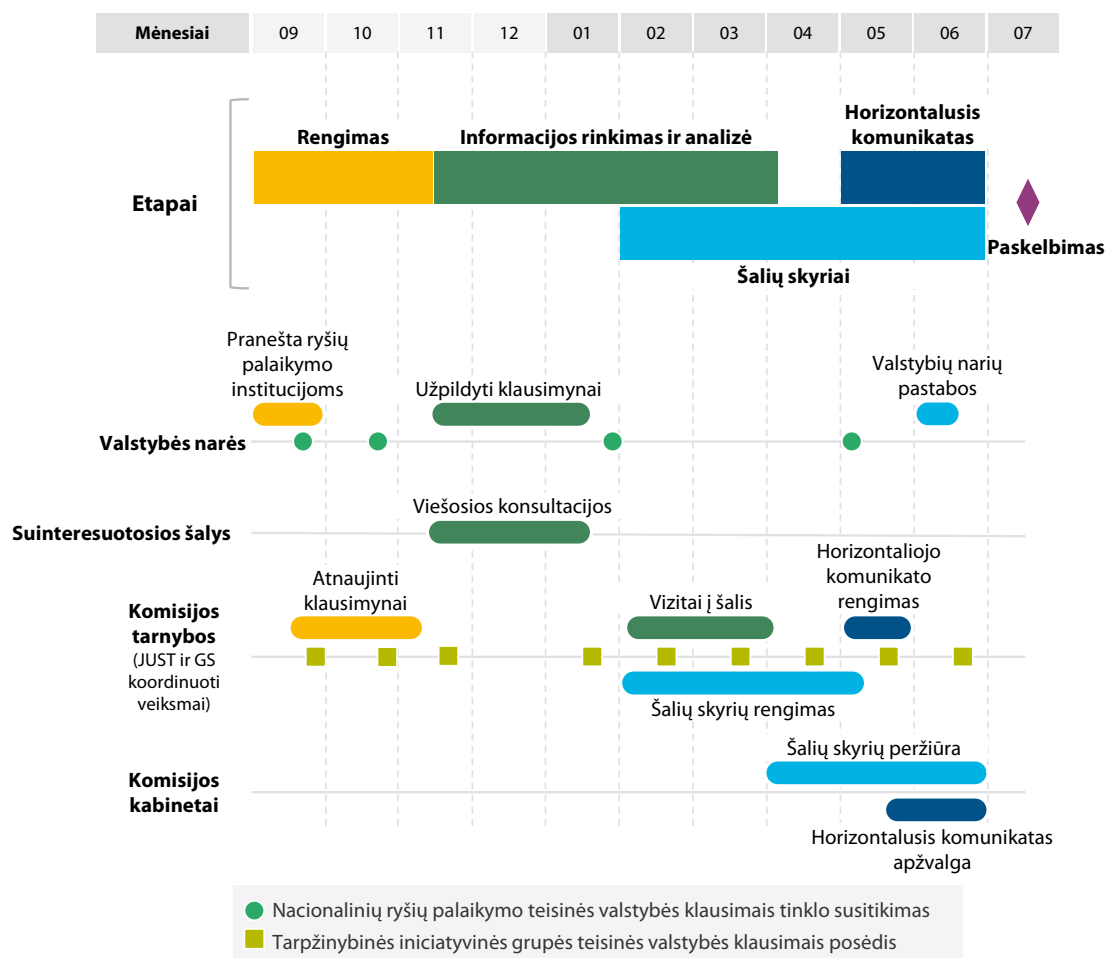 Mėnesiai 09 10 11 12 01 02 03 04 05 06 07
Etapai
Rengimas
Informacijos rinkimas ir analizė
Horizontalusis
komunikatas
Paskelbimas
Šalių skyriai
Pranešta ryšių
palaikymo
institucijoms
Užpildyti klausimynai
Valstybių narių
pastabos
Valstybės narės
Viešosios konsultacijos
Suinteresuotosios šalys
Atnaujinti
klausimynai
Vizitai į šalis
Horizontaliojo
komunikato
rengimas
Komisijos
tarnybos
(JUST ir GS
koordinuoti
veiksmai)
Šalių skyrių rengimas
Šalių skyrių peržiūra
Komisijos
kabinetai
Horizontalusis komunikatas
apžvalga
Nacionalinių ryšių palaikymo teisinės valstybės klausimais tinklo susitikimas
Tarpžinybinės iniciatyvinės grupės teisinės valstybės klausimais posėdis